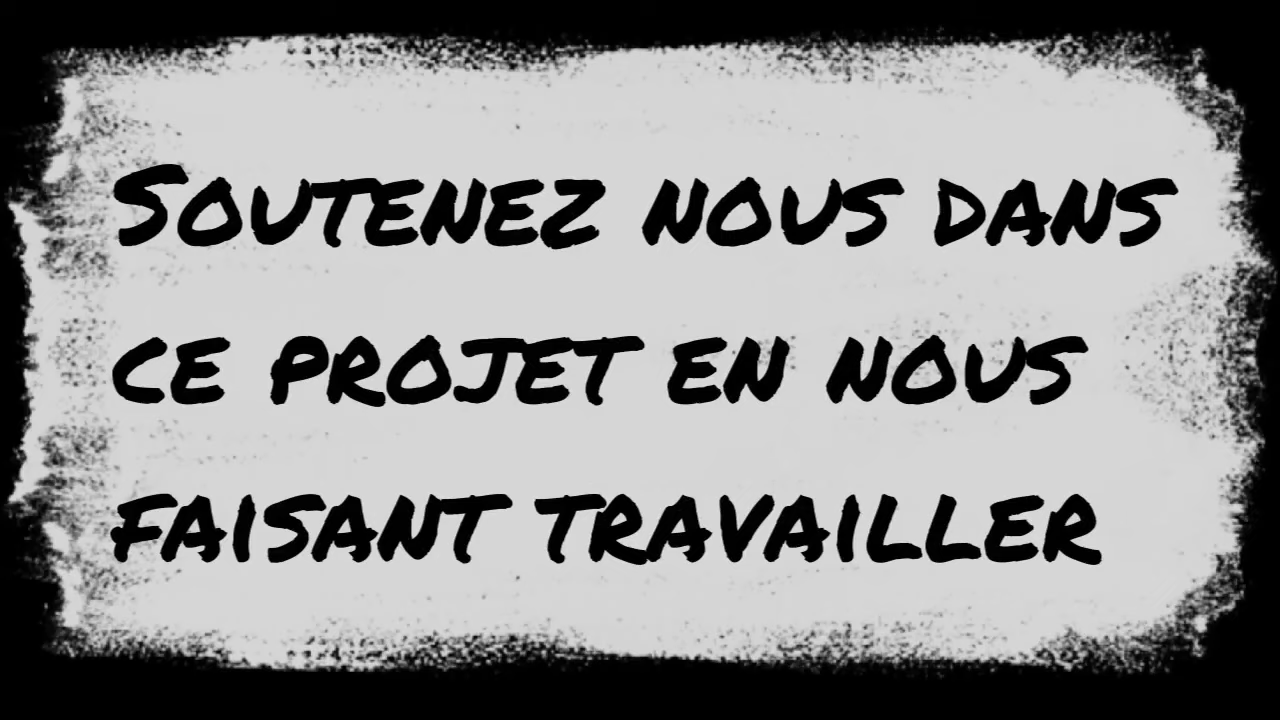 Soutenez nous dans
ce projet en nous
faisant travailler